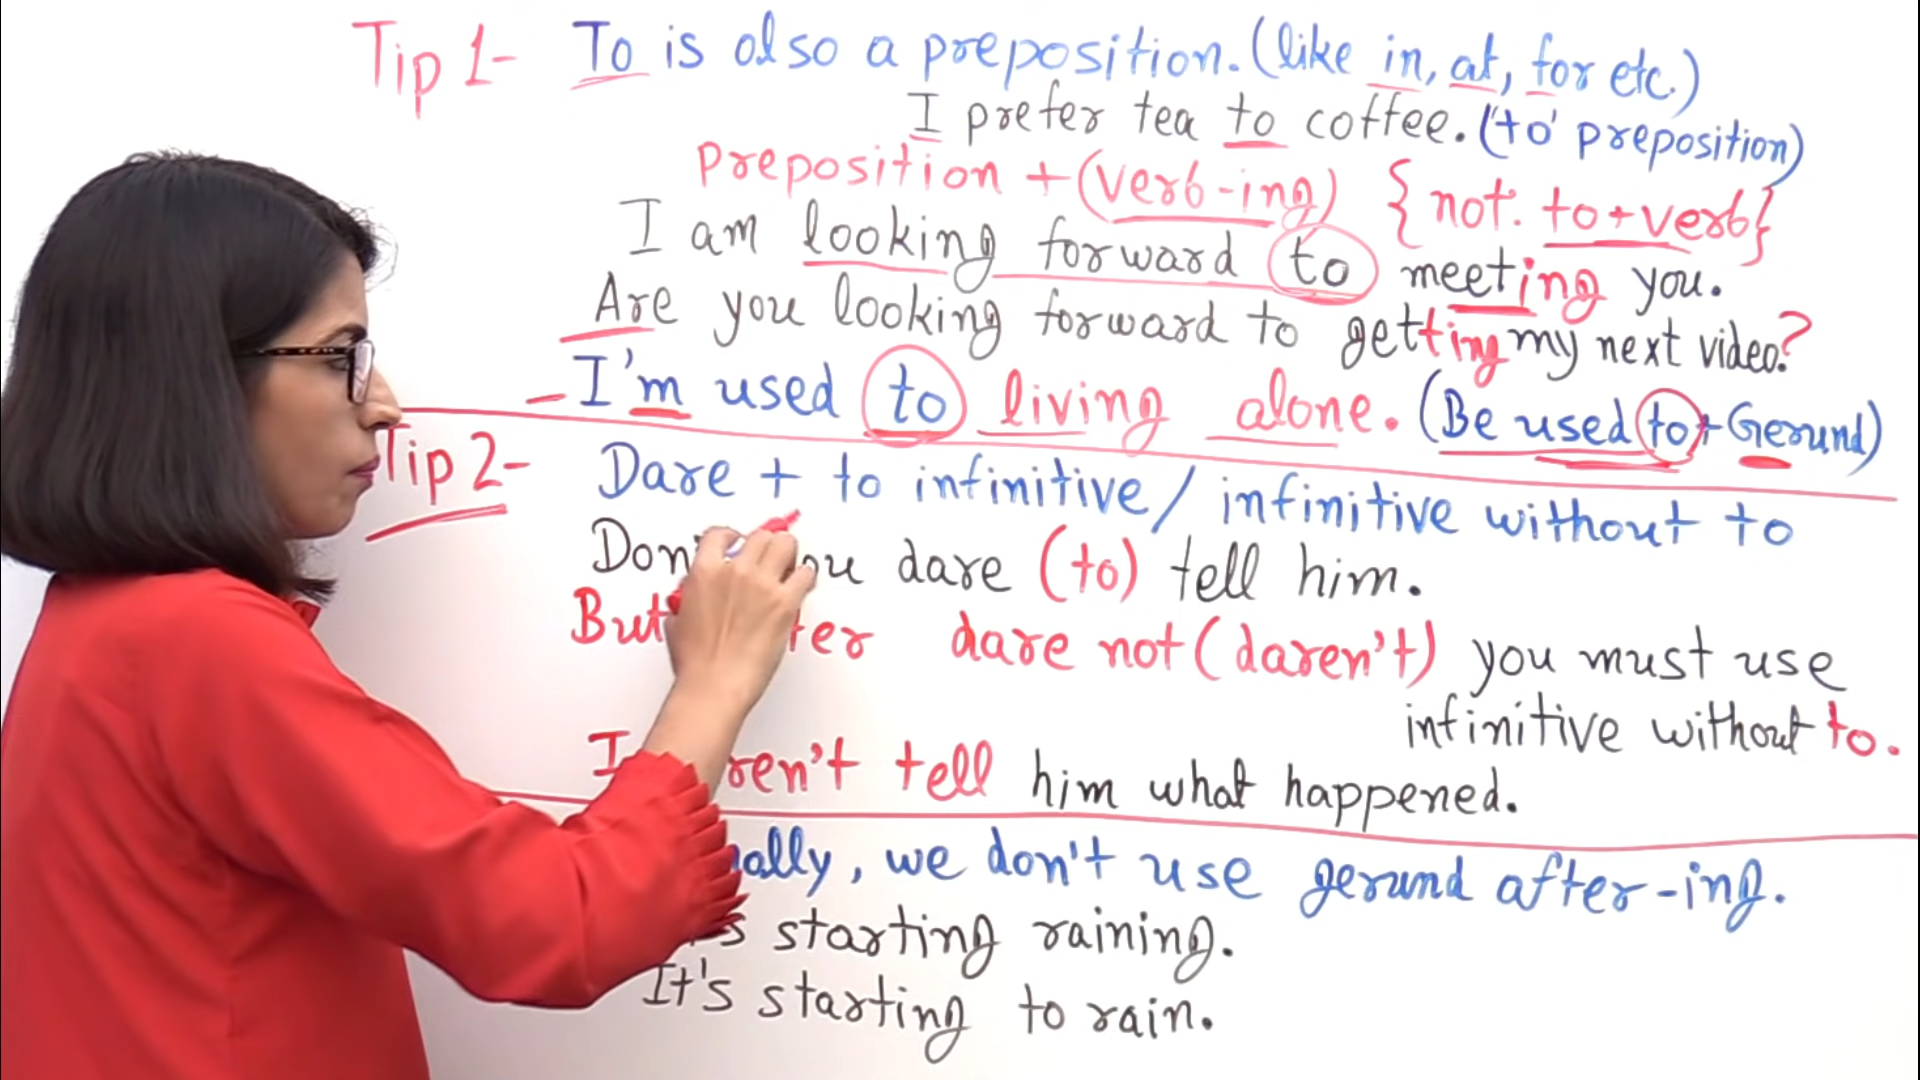 Tip 1- To is also a preposition. (like in, at, for etc.)
I prefer tea to coffee. ('to' preposition)
preposition + (verb-ing) {not. to+verb}
I am looking forward to meeting you.
Are you looking forward to getting my next video?
- I'm used to living alone. (Be used to + Gerund)
Tip 2- Dare + to infinitive / infinitive without to
dare (to) tell him.
But dare not (daren't) you must use
infinitive without to.
I tell him what happened.
, we don't use gerund after -ing.
starting raining.
It's starting to rain.